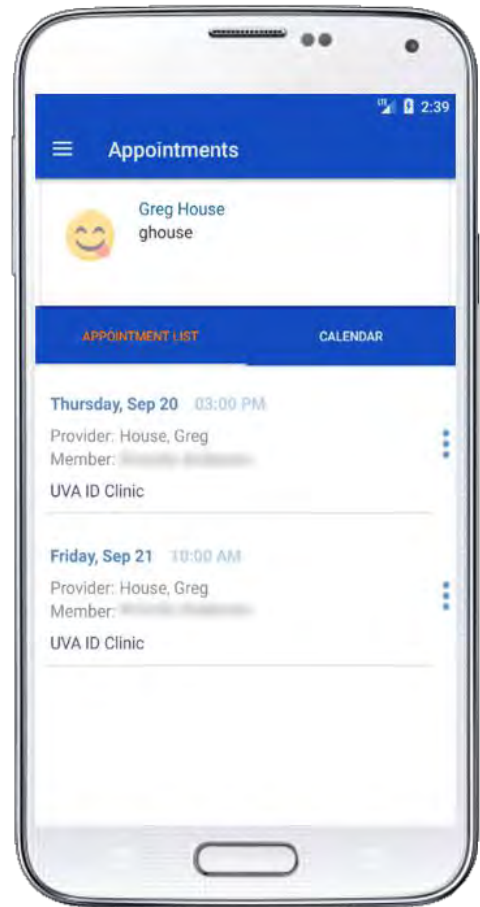 LTE 2:39
Appointments
Greg House
ghouse
APPOINTMENT LIST CALENDAR
Thursday, Sep 20 03:00 PM
Provider: House, Greg
Member:
UVA ID Clinic
Friday, Sep 21 10:00 AM
Provider: House, Greg
Member:
UVA ID Clinic